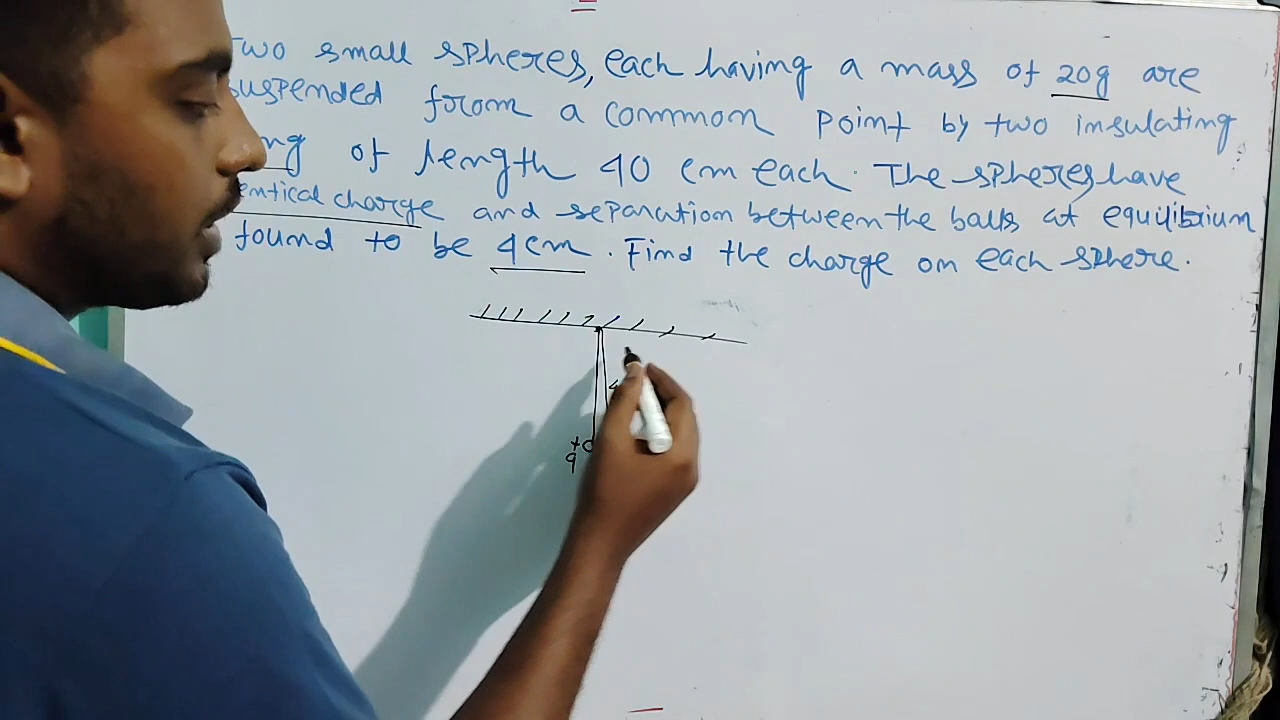 Two small spheres, each having a mass of 20g are
suspended from a common point by two insulating
ng of length 40 cm each. The spheres have
entical charge and separation between the balls at equilibrium
found to be 4cm. Find the charge on each sphere.
4
+
q